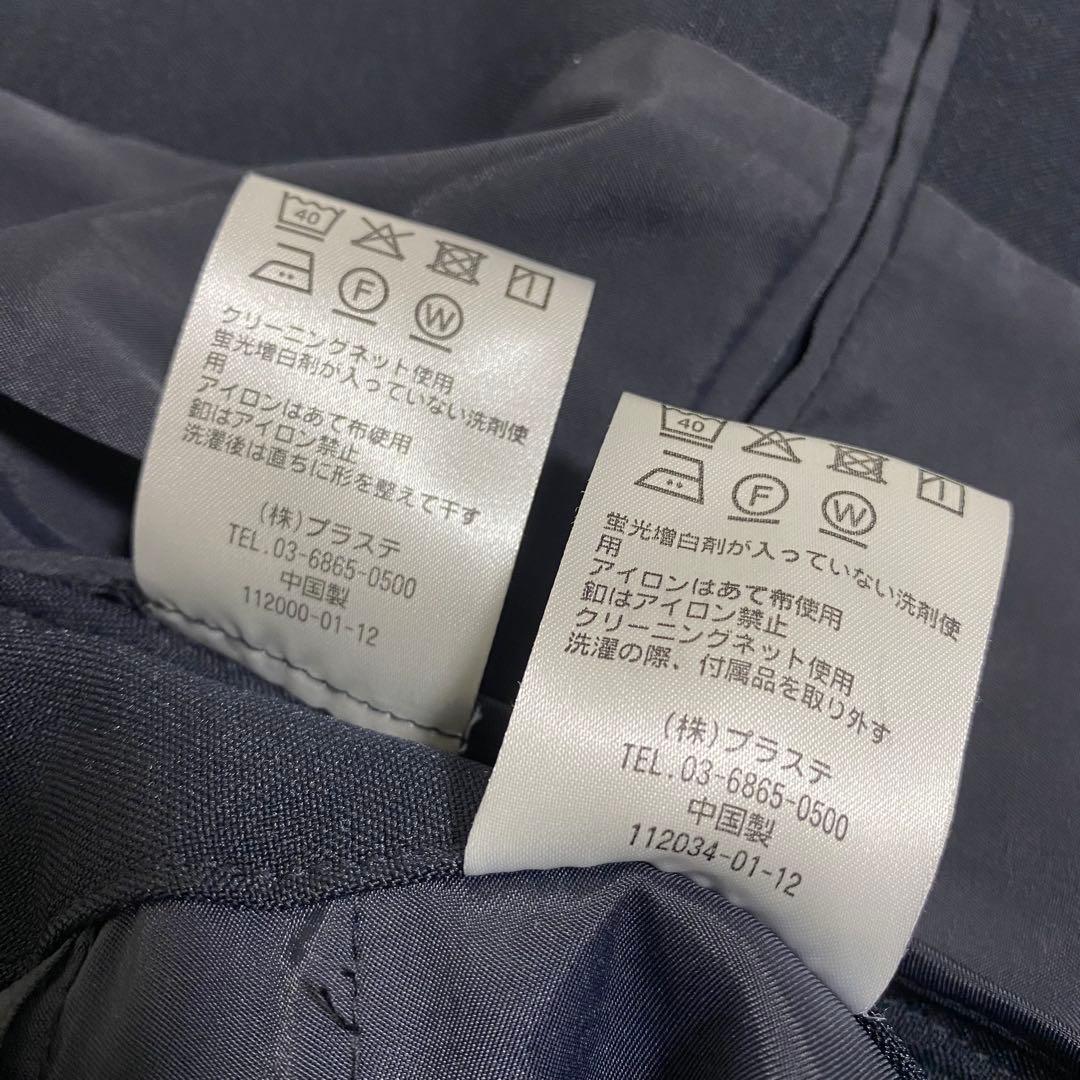 40
F W
クリーニングネット使用
蛍光増白剤が入っていない洗剤使
用
アイロンはあて布使用
釦はアイロン禁止
洗濯後は直ちに形を整えて干す
(株)プラステ
TEL.03-6865-0500
中国製
112000-01-12
40
F W
蛍光増白剤が入っていない洗剤使
用
アイロンはあて布使用
釦はアイロン禁止
クリーニングネット使用
洗濯の際、付属品を取り外す
(株)プラステ
TEL.03-6865-0500
中国製
112034-01-12